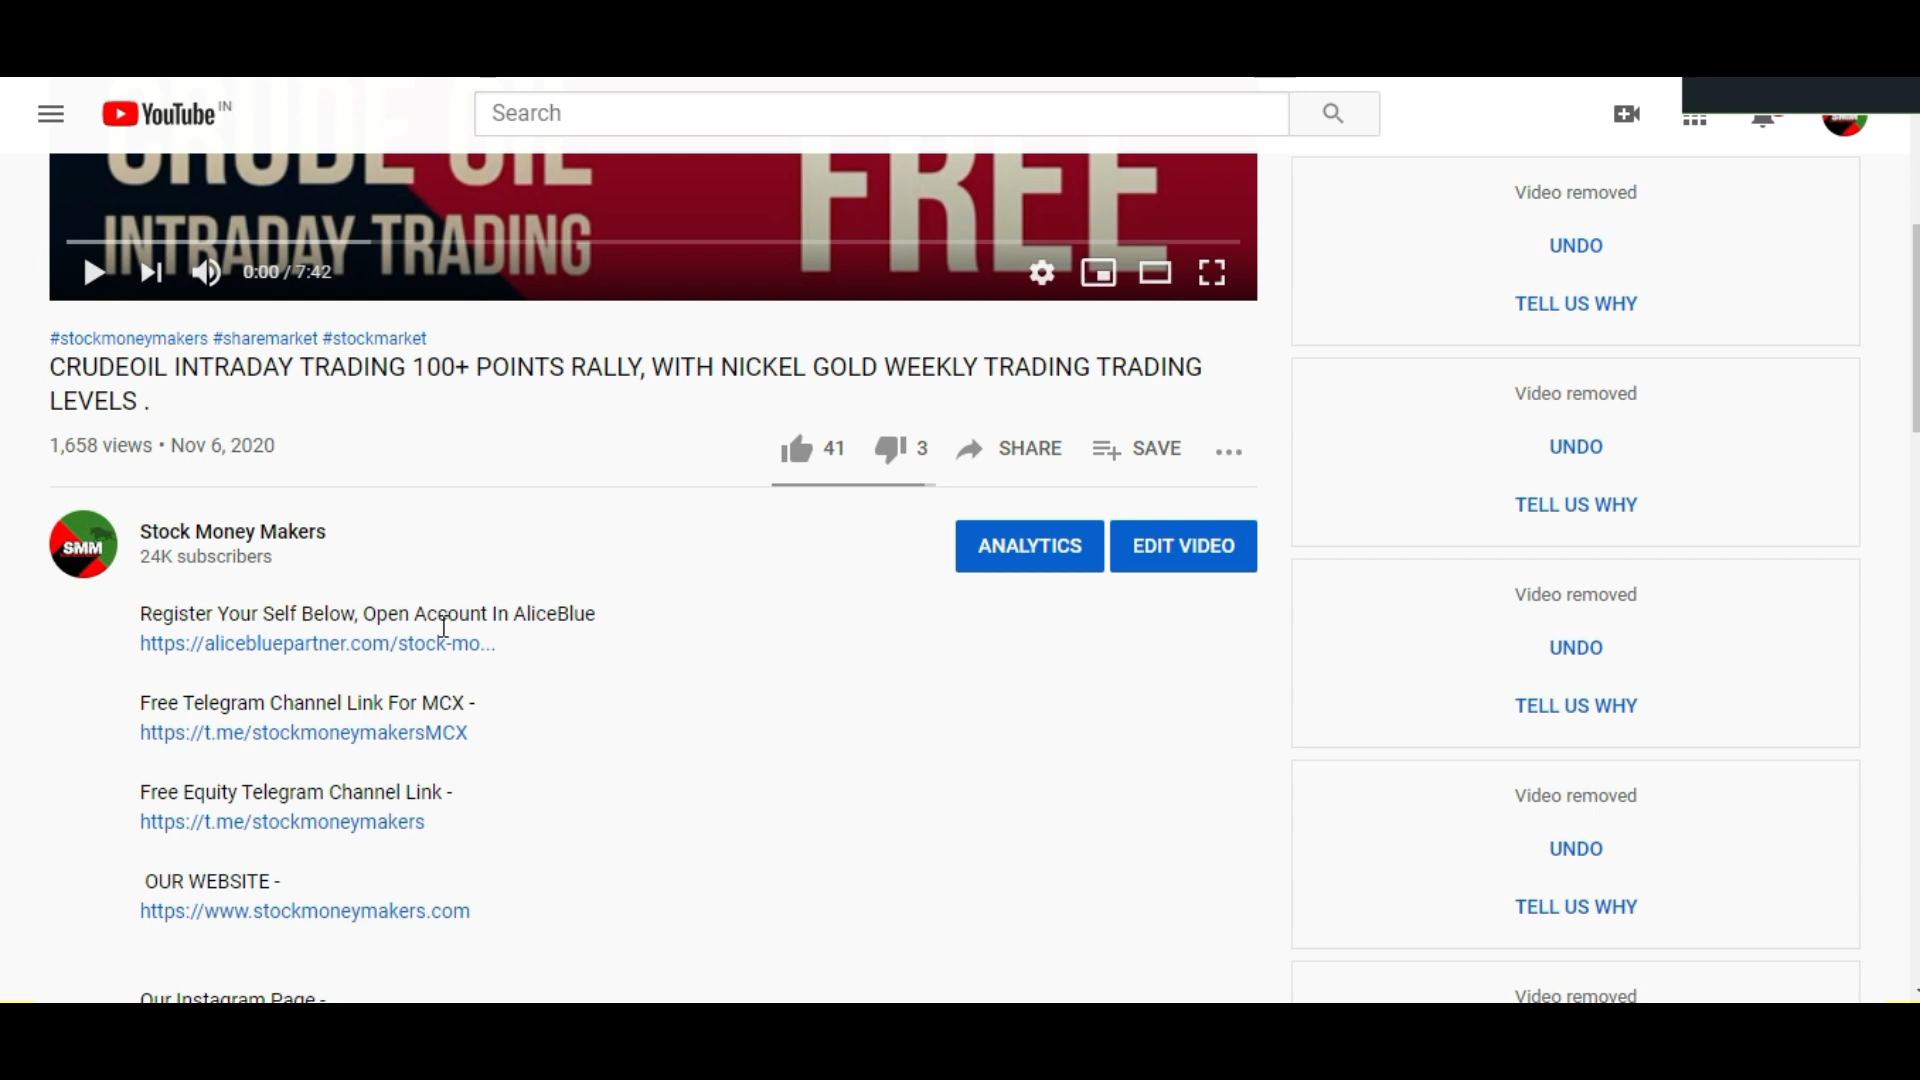 YouTube IN
Search
CRUDE OIL
INTRADAY TRADING
FREE
0:00 / 7:42
#stockmoneymakers #sharemarket #stockmarket
CRUDEOIL INTRADAY TRADING 100+ POINTS RALLY, WITH NICKEL GOLD WEEKLY TRADING TRADING
LEVELS .
1,658 views • Nov 6, 2020
41
3
SHARE
SAVE
SMM
Stock Money Makers
24K subscribers
ANALYTICS
EDIT VIDEO
Register Your Self Below, Open Account In AliceBlue
https://alicebluepartner.com/stock-mo...
Free Telegram Channel Link For MCX -
https://t.me/stockmoneymakersMCX
Free Equity Telegram Channel Link -
https://t.me/stockmoneymakers
OUR WEBSITE -
https://www.stockmoneymakers.com
Our Instagram Page -
Video removed
UNDO
TELL US WHY
Video removed
UNDO
TELL US WHY
Video removed
UNDO
TELL US WHY
Video removed
UNDO
TELL US WHY
Video removed